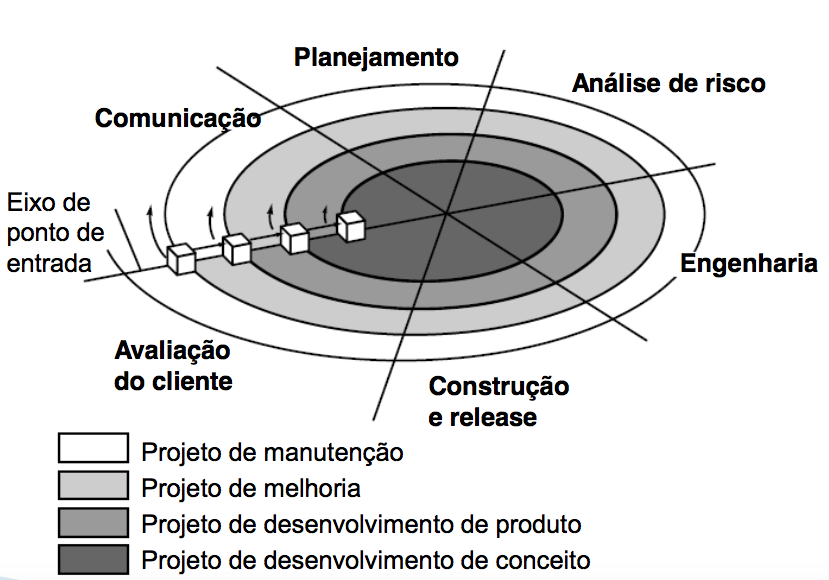 Planejamento
Análise de risco
Comunicação
Eixo de
ponto de
entrada
Engenharia
Avaliação
do cliente
Construção
e release
Projeto de manutenção
Projeto de melhoria
Projeto de desenvolvimento de produto
Projeto de desenvolvimento de conceito